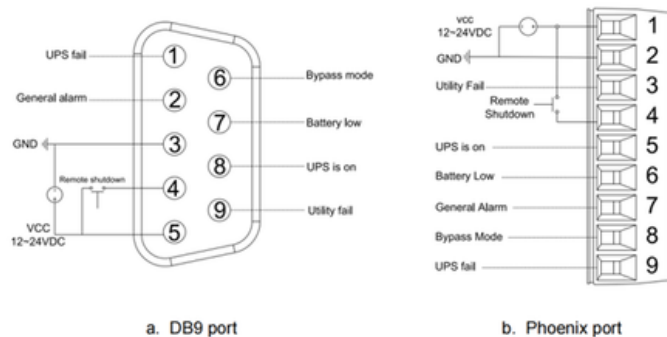 UPS fail
1
6
Bypass mode
General alarm
2
7
Battery low
GND
3
8
UPS is on
Remote shutdown
4
9
Utility fail
VCC
12~24VDC
5
a. DB9 port
vcc
12~24VDC
1
GND
2
Utility Fail
3
Remote
Shutdown
4
UPS is on
5
Battery Low
6
General Alarm
7
Bypass Mode
8
UPS fail
9
b. Phoenix port